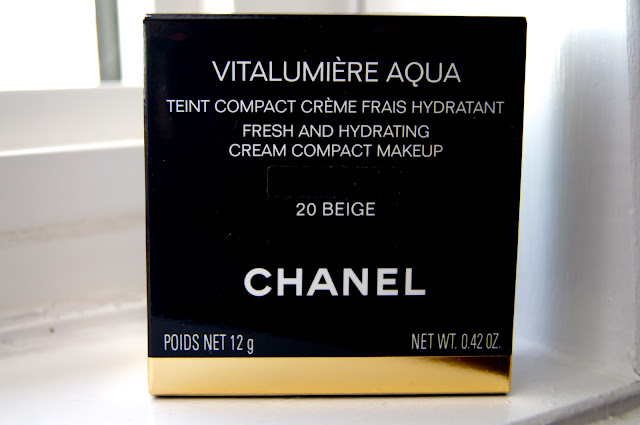 VITALUMIÈRE AQUA
TEINT COMPACT CRÈME FRAIS HYDRATANT
FRESH AND HYDRATING
CREAM COMPACT MAKEUP
20 BEIGE
CHANEL
POIDS NET 12 g NET WT. 0.42 OZ.